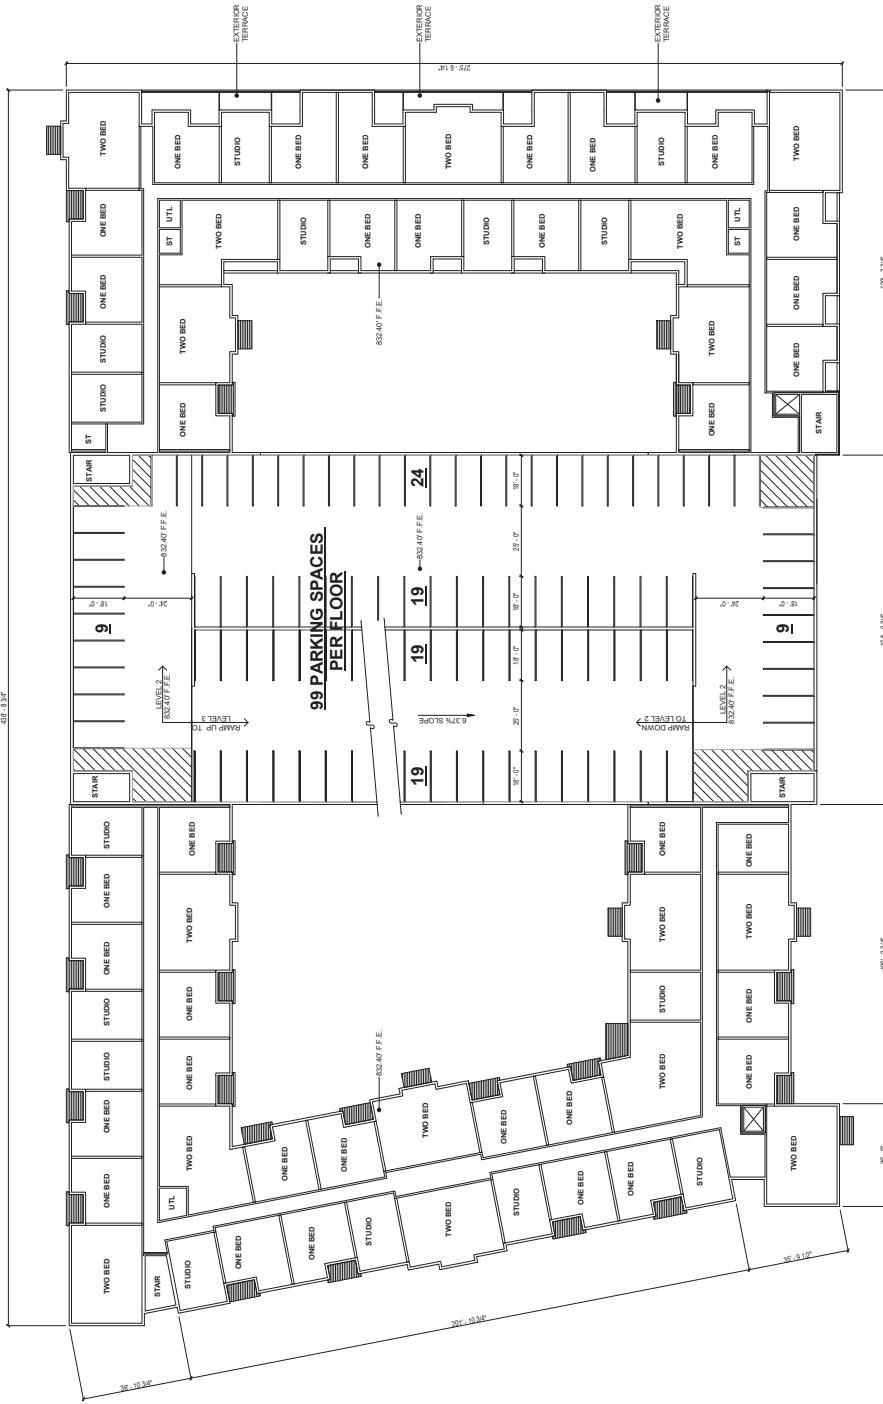 EXTERIOR
TERRACE
EXTERIOR
TERRACE
EXTERIOR
TERRACE
275' - 6 1/4"
438' - 8 3/4"
TWO BED
ONE BED
STUDIO
ONE BED
ONE BED
TWO BED
ONE BED
ONE BED
STUDIO
ONE BED
TWO BED
ONE BED
ONE BED
STUDIO
STUDIO
ST
STAIR
UTL
ST
TWO BED
STUDIO
ONE BED
ONE BED
STUDIO
ONE BED
STUDIO
TWO BED
UTL
ST
TWO BED
ONE BED
832.40' F.F.E.
TWO BED
ONE BED
ONE BED
ONE BED
ONE BED
STAIR
24
18' - 0"
832.40' F.F.E.
832.40' F.F.E.
25' - 0"
99 PARKING SPACES
PER FLOOR
19
18' - 0"
19
18' - 0"
18' - 0"
24' - 0"
9
24' - 0"
18' - 0"
9
LEVEL 2
832.40' F.F.E.
RAMP UP TO
LEVEL 3
6.37% SLOPE
25' - 0"
RAMP DOWN
TO LEVEL 2
LEVEL 2
832.40' F.F.E.
19
18' - 0"
STAIR
STAIR
STUDIO
ONE BED
ONE BED
STUDIO
STUDIO
ONE BED
ONE BED
TWO BED
ONE BED
TWO BED
ONE BED
ONE BED
TWO BED
UTL
832.40' F.F.E.
ONE BED
TWO BED
STUDIO
TWO BED
ONE BED
TWO BED
ONE BED
ONE BED
TWO BED
ONE BED
ONE BED
TWO BED
ONE BED
ONE BED
STAIR
STUDIO
ONE BED
ONE BED
STUDIO
TWO BED
STUDIO
ONE BED
ONE BED
STUDIO
38' - 10 3/4"
201' - 10 3/4"
35' - 9 1/2"